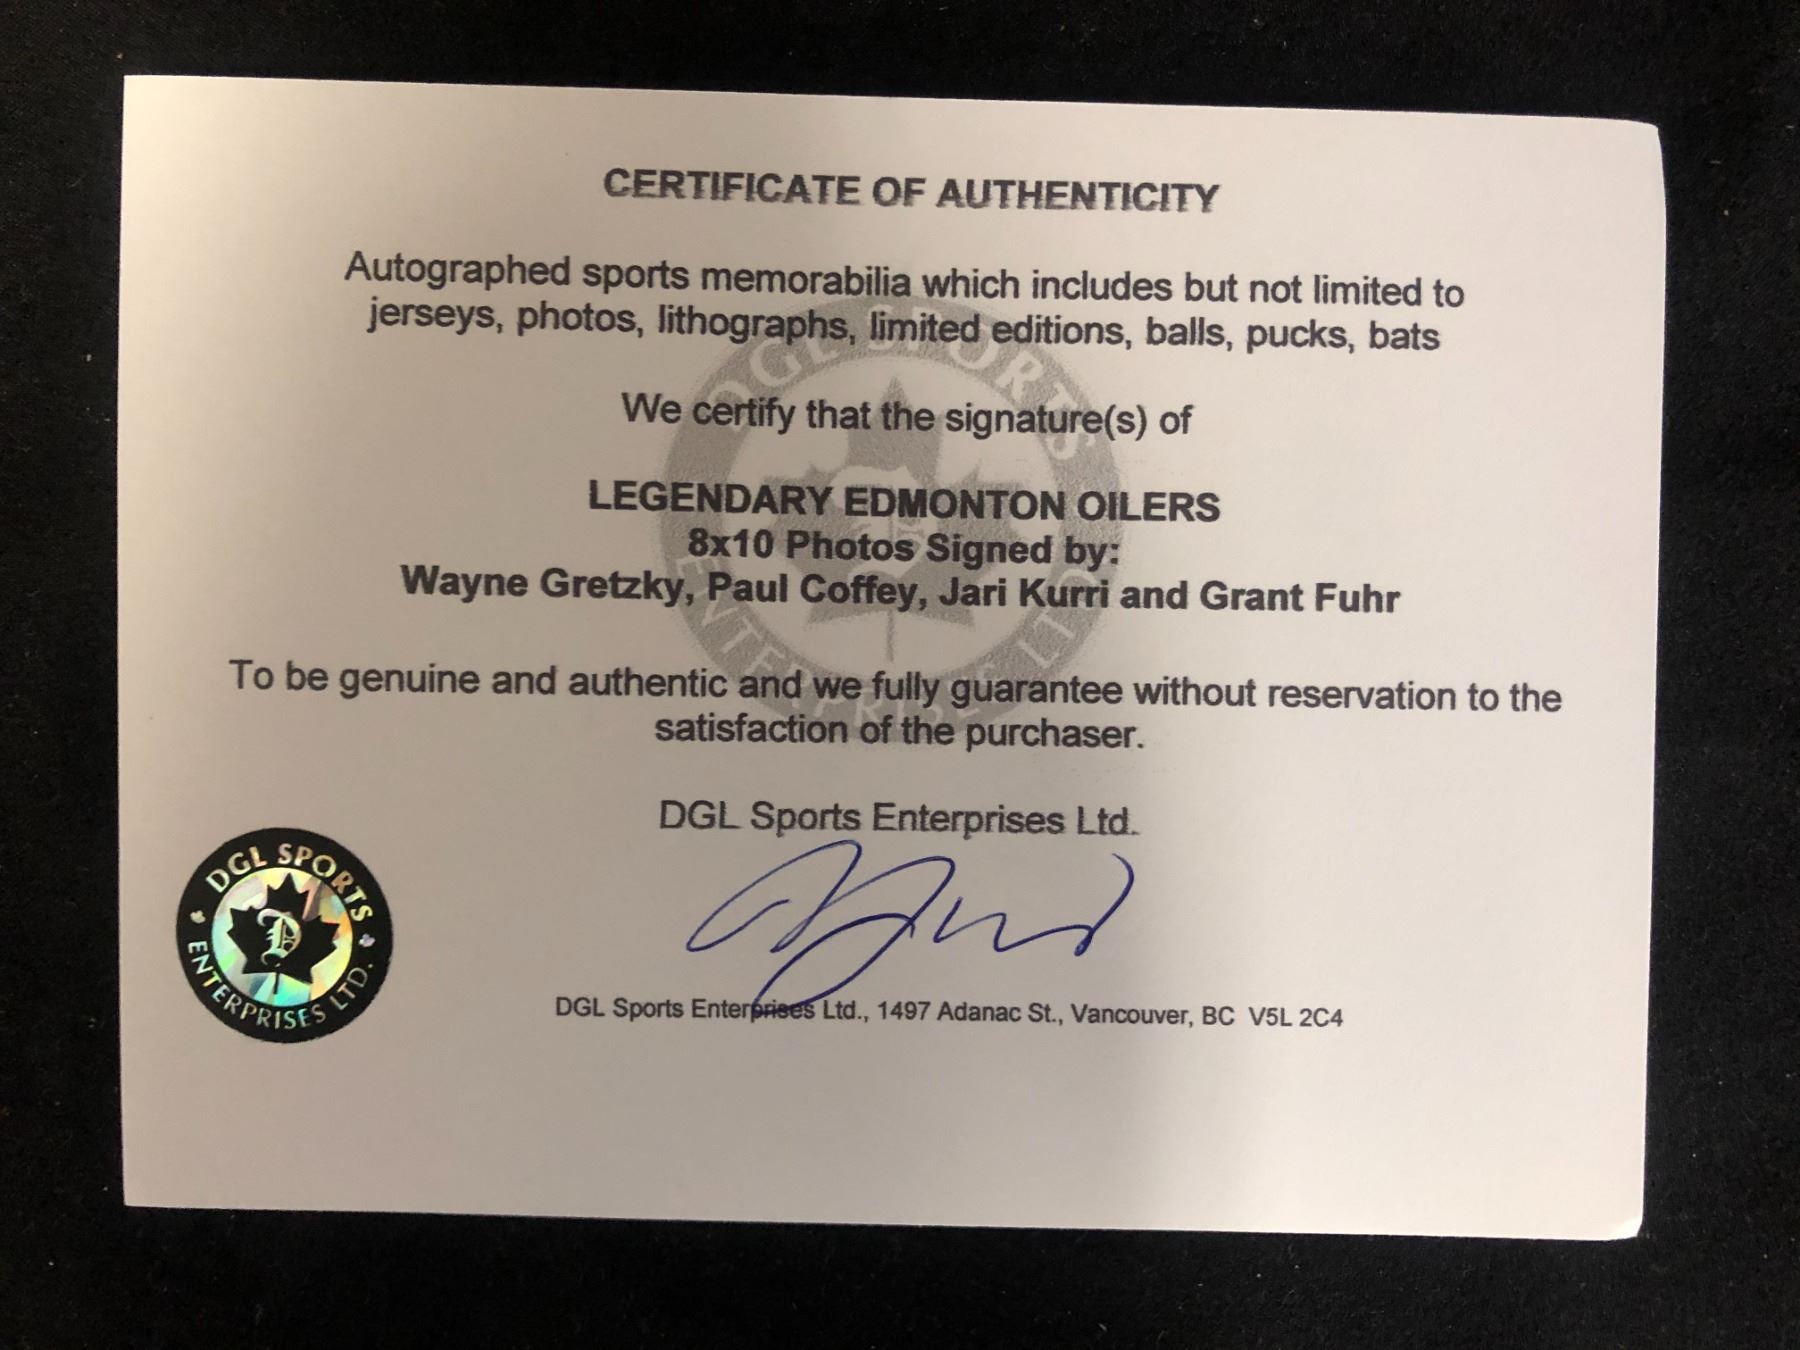 CERTIFICATE OF AUTHENTICITY
Autographed sports memorabilia which includes but not limited to
jerseys, photos, lithographs, limited editions, balls, pucks, bats
We certify that the signature(s) of
LEGENDARY EDMONTON OILERS
8x10 Photos Signed by:
Wayne Gretzky, Paul Coffey, Jari Kurri and Grant Fuhr
To be genuine and authentic and we fully guarantee without reservation to the
satisfaction of the purchaser.
DGL Sports Enterprises Ltd.
DGL Sports Enterprises Ltd., 1497 Adanac St., Vancouver, BC V5L 2C4
DGL SPORTS
D
ENTERPRISES LTD.
DGL SPORTS
ENTERPRISES LTD